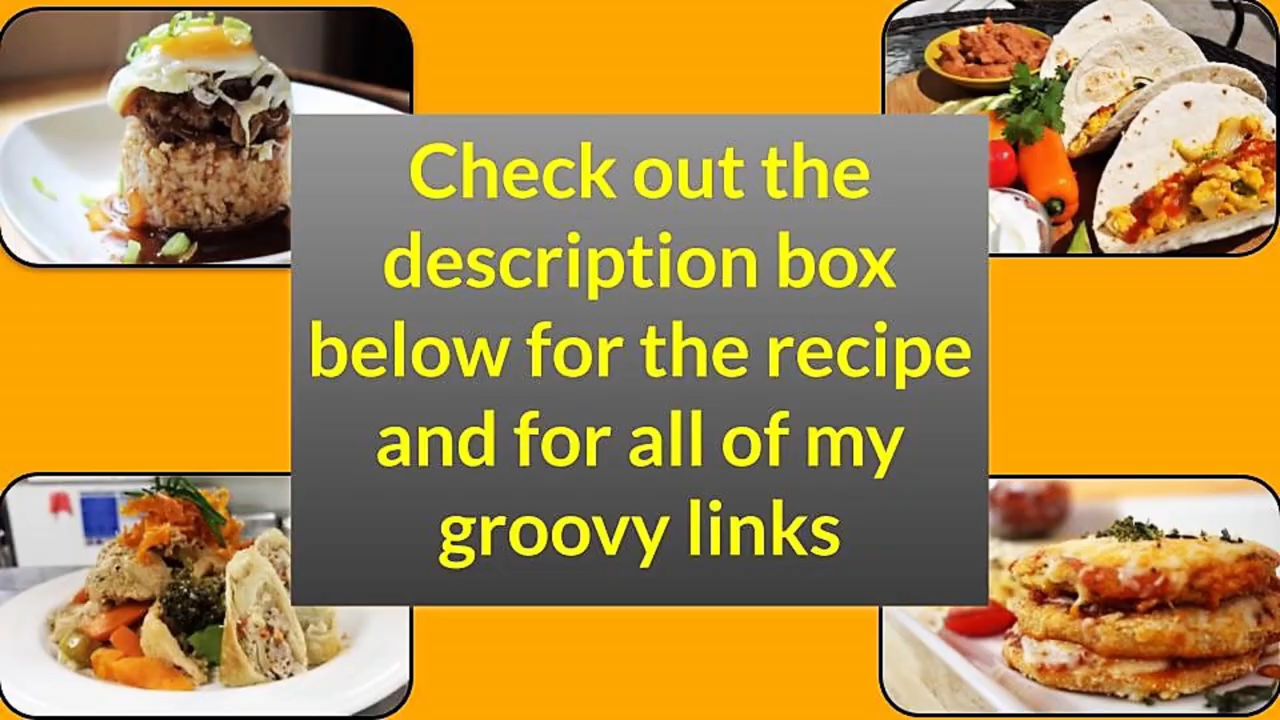 Check out the
description box
below for the recipe
and for all of my
groovy links